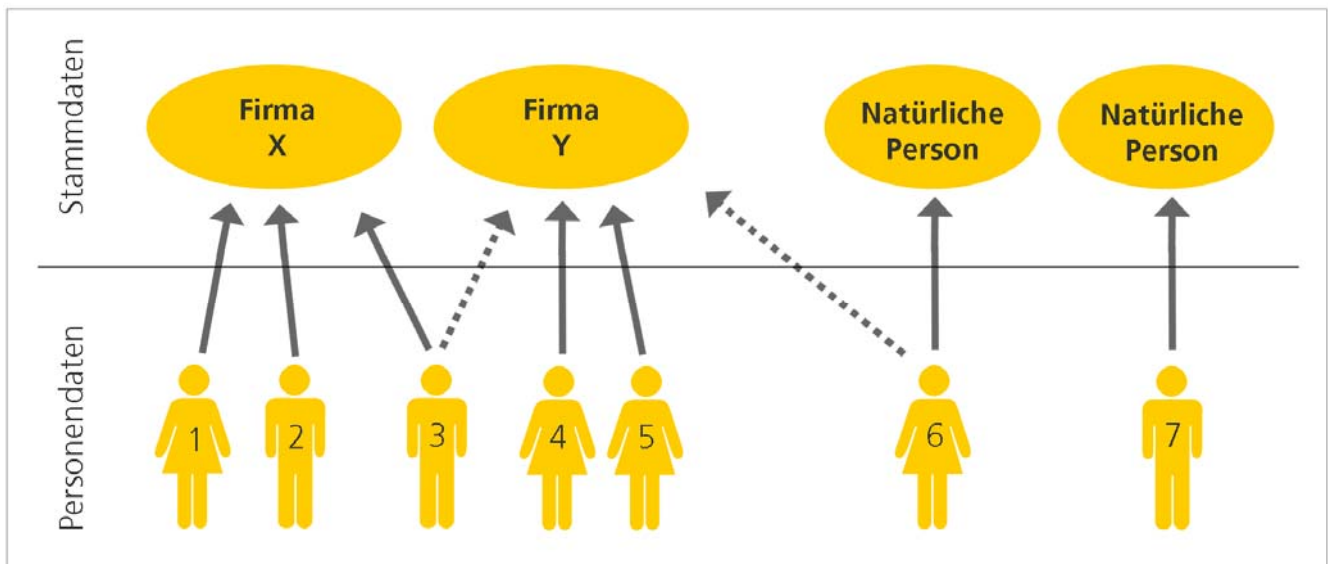 Stammdaten
Firma
X
Firma
Y
Natürliche
Person
Natürliche
Person
Personendaten
1
2
3
4
5
6
7